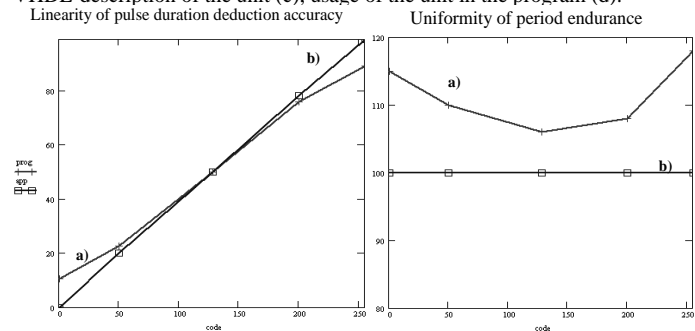 VHDL-description of the unit (c), usage of the unit in the program (d).
Linearity of pulse duration deduction accuracy
Uniformity of period endurance
b)
80
60
prog
spp
40
20
a)
0
0
50
100
150
200
250
code
120
a)
110
100
b)
90
80
0
50
100
150
200
250
code